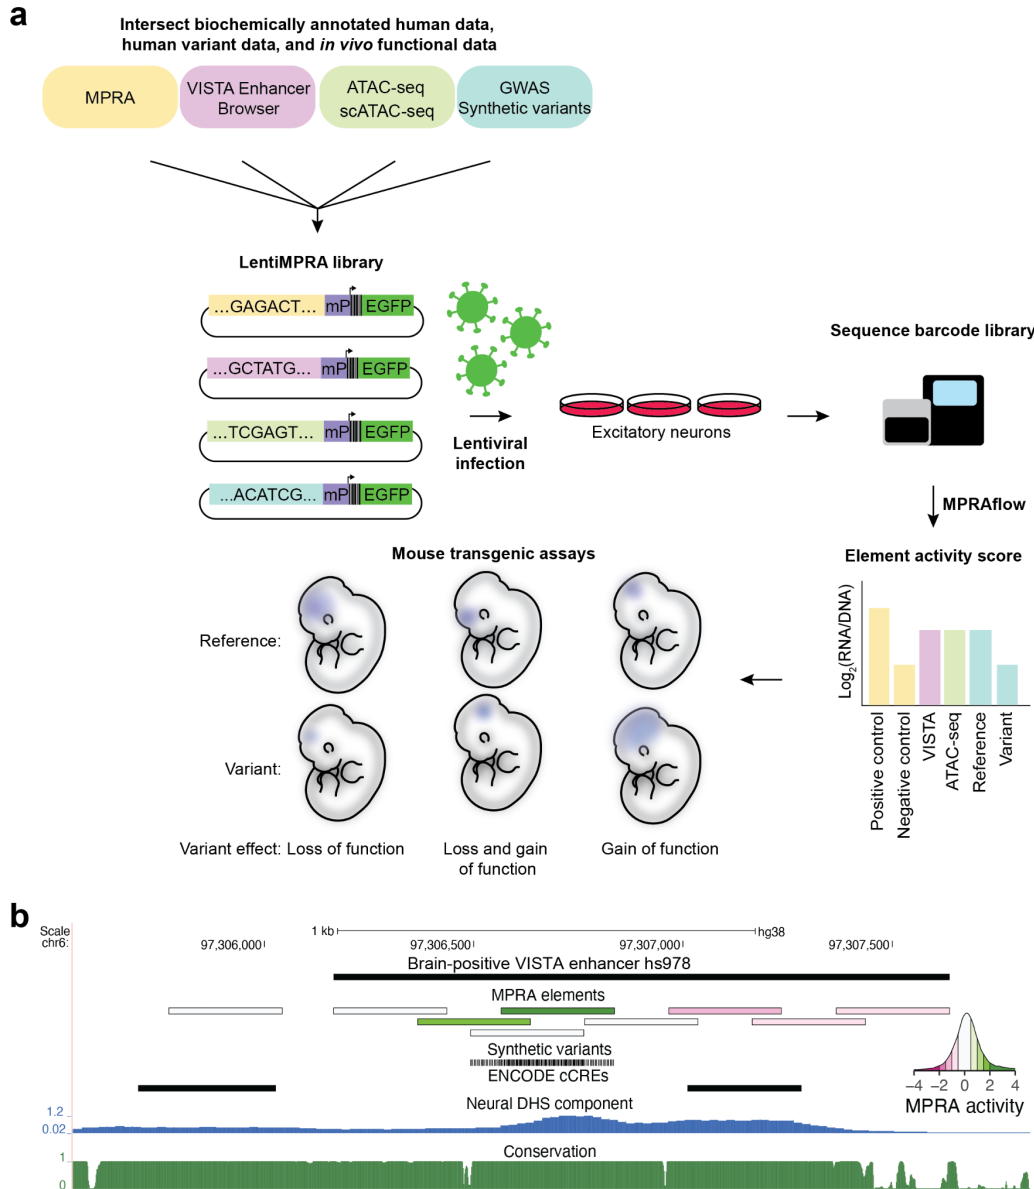 a
Intersect biochemically annotated human data,
human variant data, and in vivo functional data
MPRA
VISTA Enhancer
Browser
ATAC-seq
scATAC-seq
GWAS
Synthetic variants
LentiMPRA library
...GAGACT... mP EGFP
...GCTATG... mP EGFP
...TCGAGT... mP EGFP
...ACATCG... mP EGFP
Lentiviral
infection
Excitatory neurons
Sequence barcode library
MPRAflow
Element activity score
Log2(RNA/DNA)
Positive control
Negative control
VISTA
ATAC-seq
Reference
Variant
Mouse transgenic assays
Reference:
Variant:
Variant effect: Loss of function
Loss and gain
of function
Gain of function
b
Scale
chr6:
1 kb hg38
97,306,000 97,306,500 97,307,000 97,307,500
Brain-positive VISTA enhancer hs978
MPRA elements
Synthetic variants
ENCODE cCREs
−4 −2 0 2 4
MPRA activity
Neural DHS component
1.2
0.02
Conservation
1
0